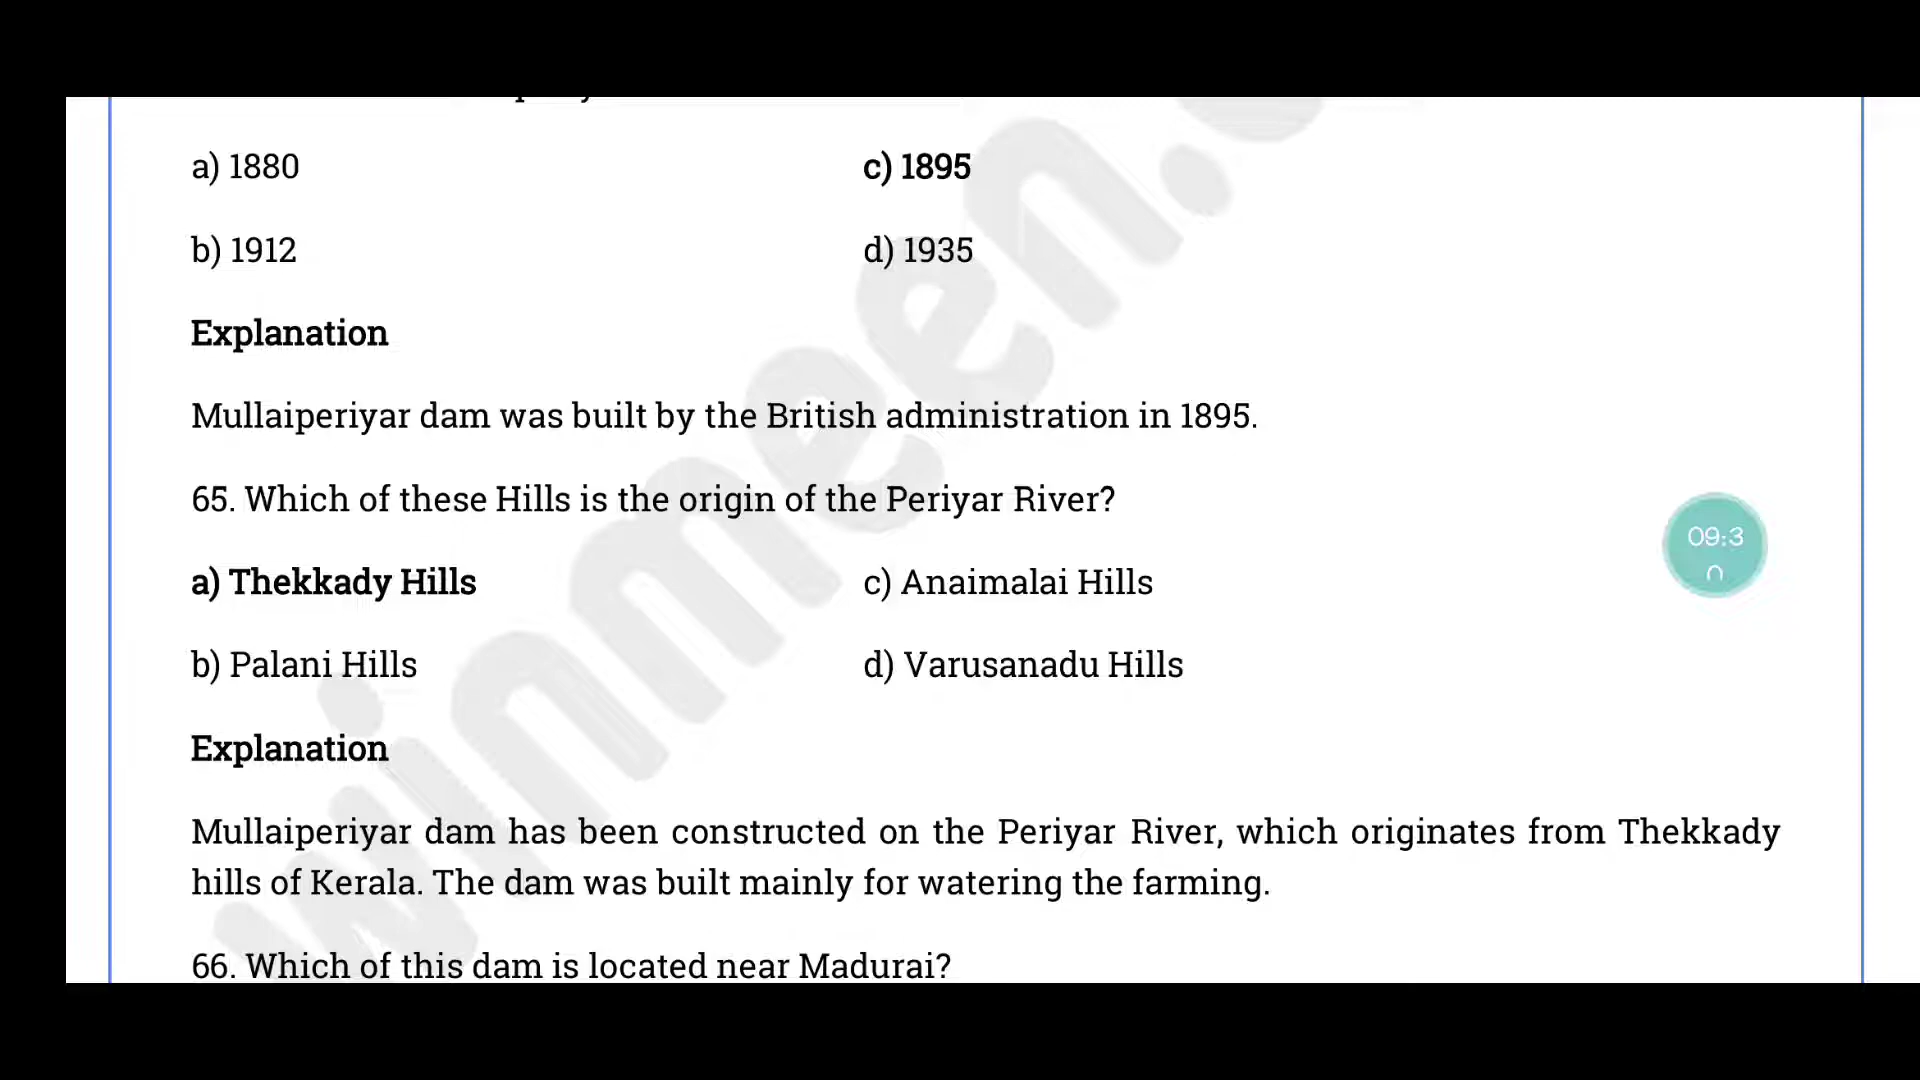 a) 1880
c) 1895
b) 1912
d) 1935
Explanation
Mullaiperiyar dam was built by the British administration in 1895.
65. Which of these Hills is the origin of the Periyar River?
a) Thekkady Hills
c) Anaimalai Hills
b) Palani Hills
d) Varusanadu Hills
Explanation
Mullaiperiyar dam has been constructed on the Periyar River, which originates from Thekkady
hills of Kerala. The dam was built mainly for watering the farming.
66. Which of this dam is located near Madurai?
winmeen.
09:3